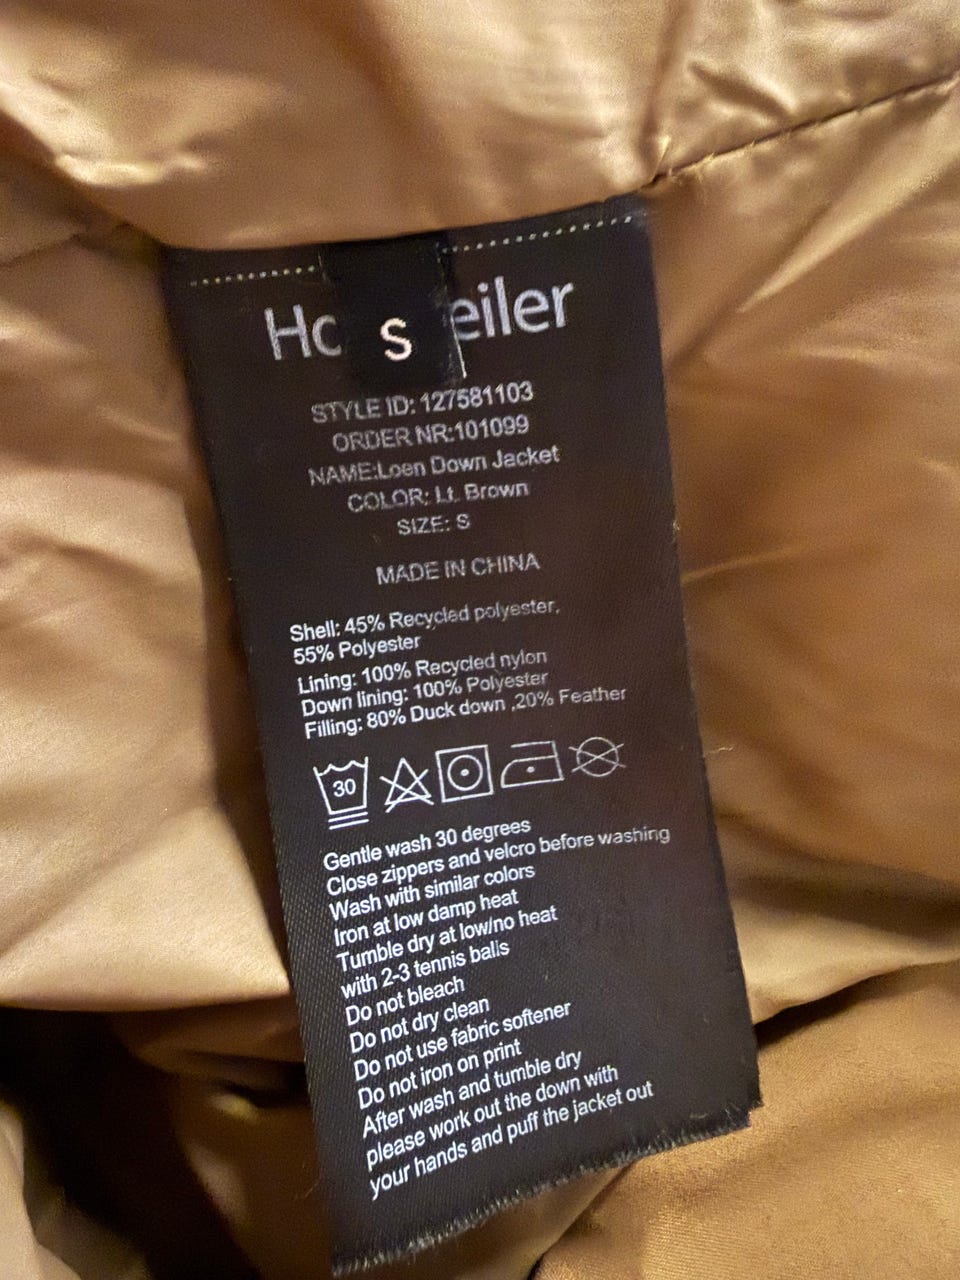 Ho
eiler
S
STYLE ID: 127581103
ORDER NR:101099
NAME:Loen Down Jacket
COLOR: Lt. Brown
SIZE: S
MADE IN CHINA
Shell: 45% Recycled polyester,
55% Polyester
Lining: 100% Recycled nylon
Down lining: 100% Polyester
Filling: 80% Duck down ,20% Feather
30
Gentle wash 30 degrees
Close zippers and velcro before washing
Wash with similar colors
Iron at low damp heat
Tumble dry at low/no heat
with 2-3 tennis balls
Do not bleach
Do not dry clean
Do not use fabric softener
Do not iron on print
After wash and tumble dry
please work out the down with
your hands and puff the jacket out